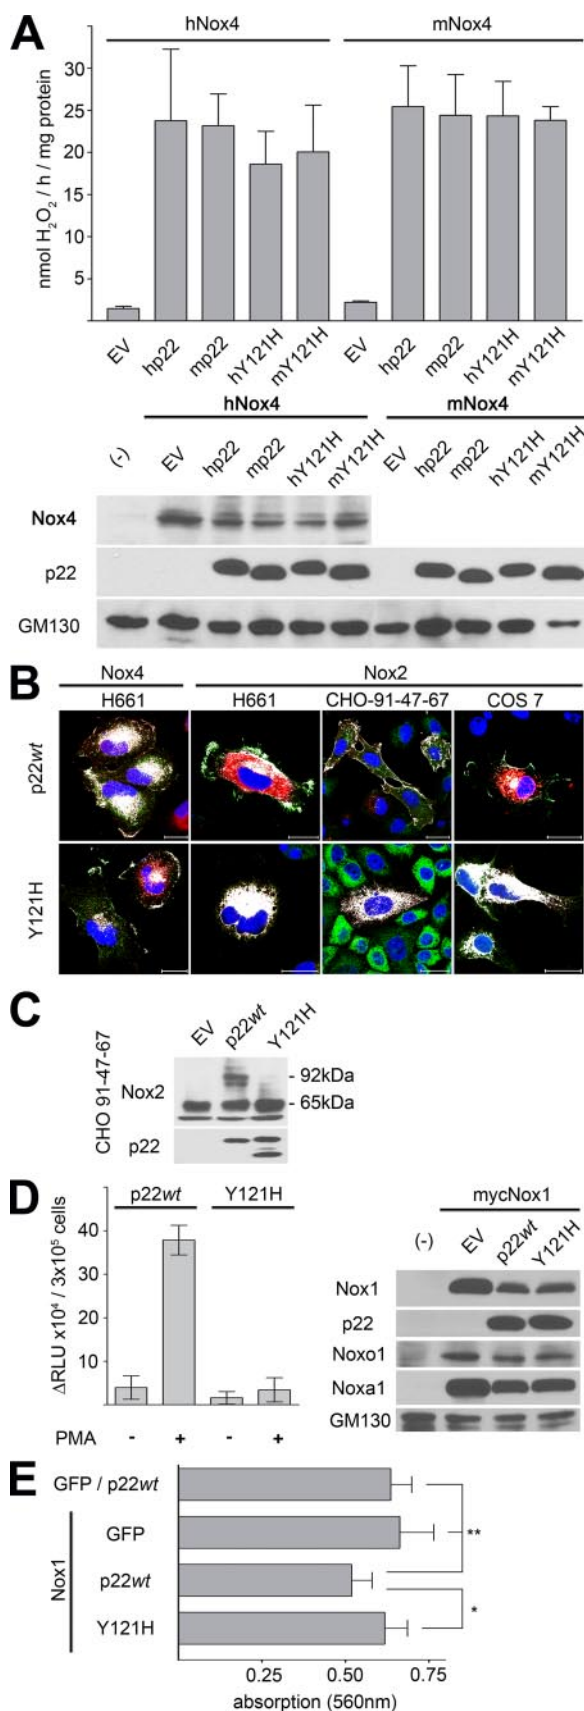 A
hNox4 mNox4
nmol H2O2 / h / mg protein
30
25
20
15
10
5
EV hp22 mp22 hY121H mY121H EV hp22 mp22 hY121H mY121H
hNox4 mNox4
(-) EV hp22 mp22 hY121H mY121H EV hp22 mp22 hY121H mY121H
Nox4
p22
GM130
B
Nox4 Nox2
H661 H661 CHO-91-47-67 COS 7
p22wt
Y121H
C
EV p22wt Y121H
CHO 91-47-67
Nox2
- 92kDa
- 65kDa
p22
D
p22wt Y121H
ΔRLU x10⁴ / 3x10⁵ cells
40
30
20
10
PMA - + - +
mycNox1
(-) EV p22wt Y121H
Nox1
p22
Noxo1
Noxa1
GM130
E
GFP / p22wt
Nox1
GFP
p22wt
Y121H
**
*
0.25 0.50 0.75
absorption (560nm)